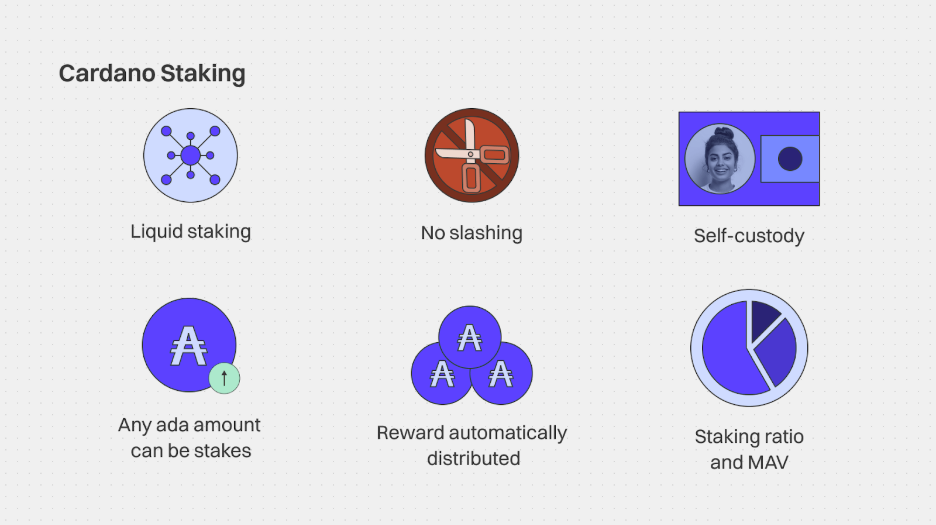 Cardano Staking
Liquid staking
No slashing
Self-custody
Any ada amount
can be stakes
Reward automatically
distributed
Staking ratio
and MAV